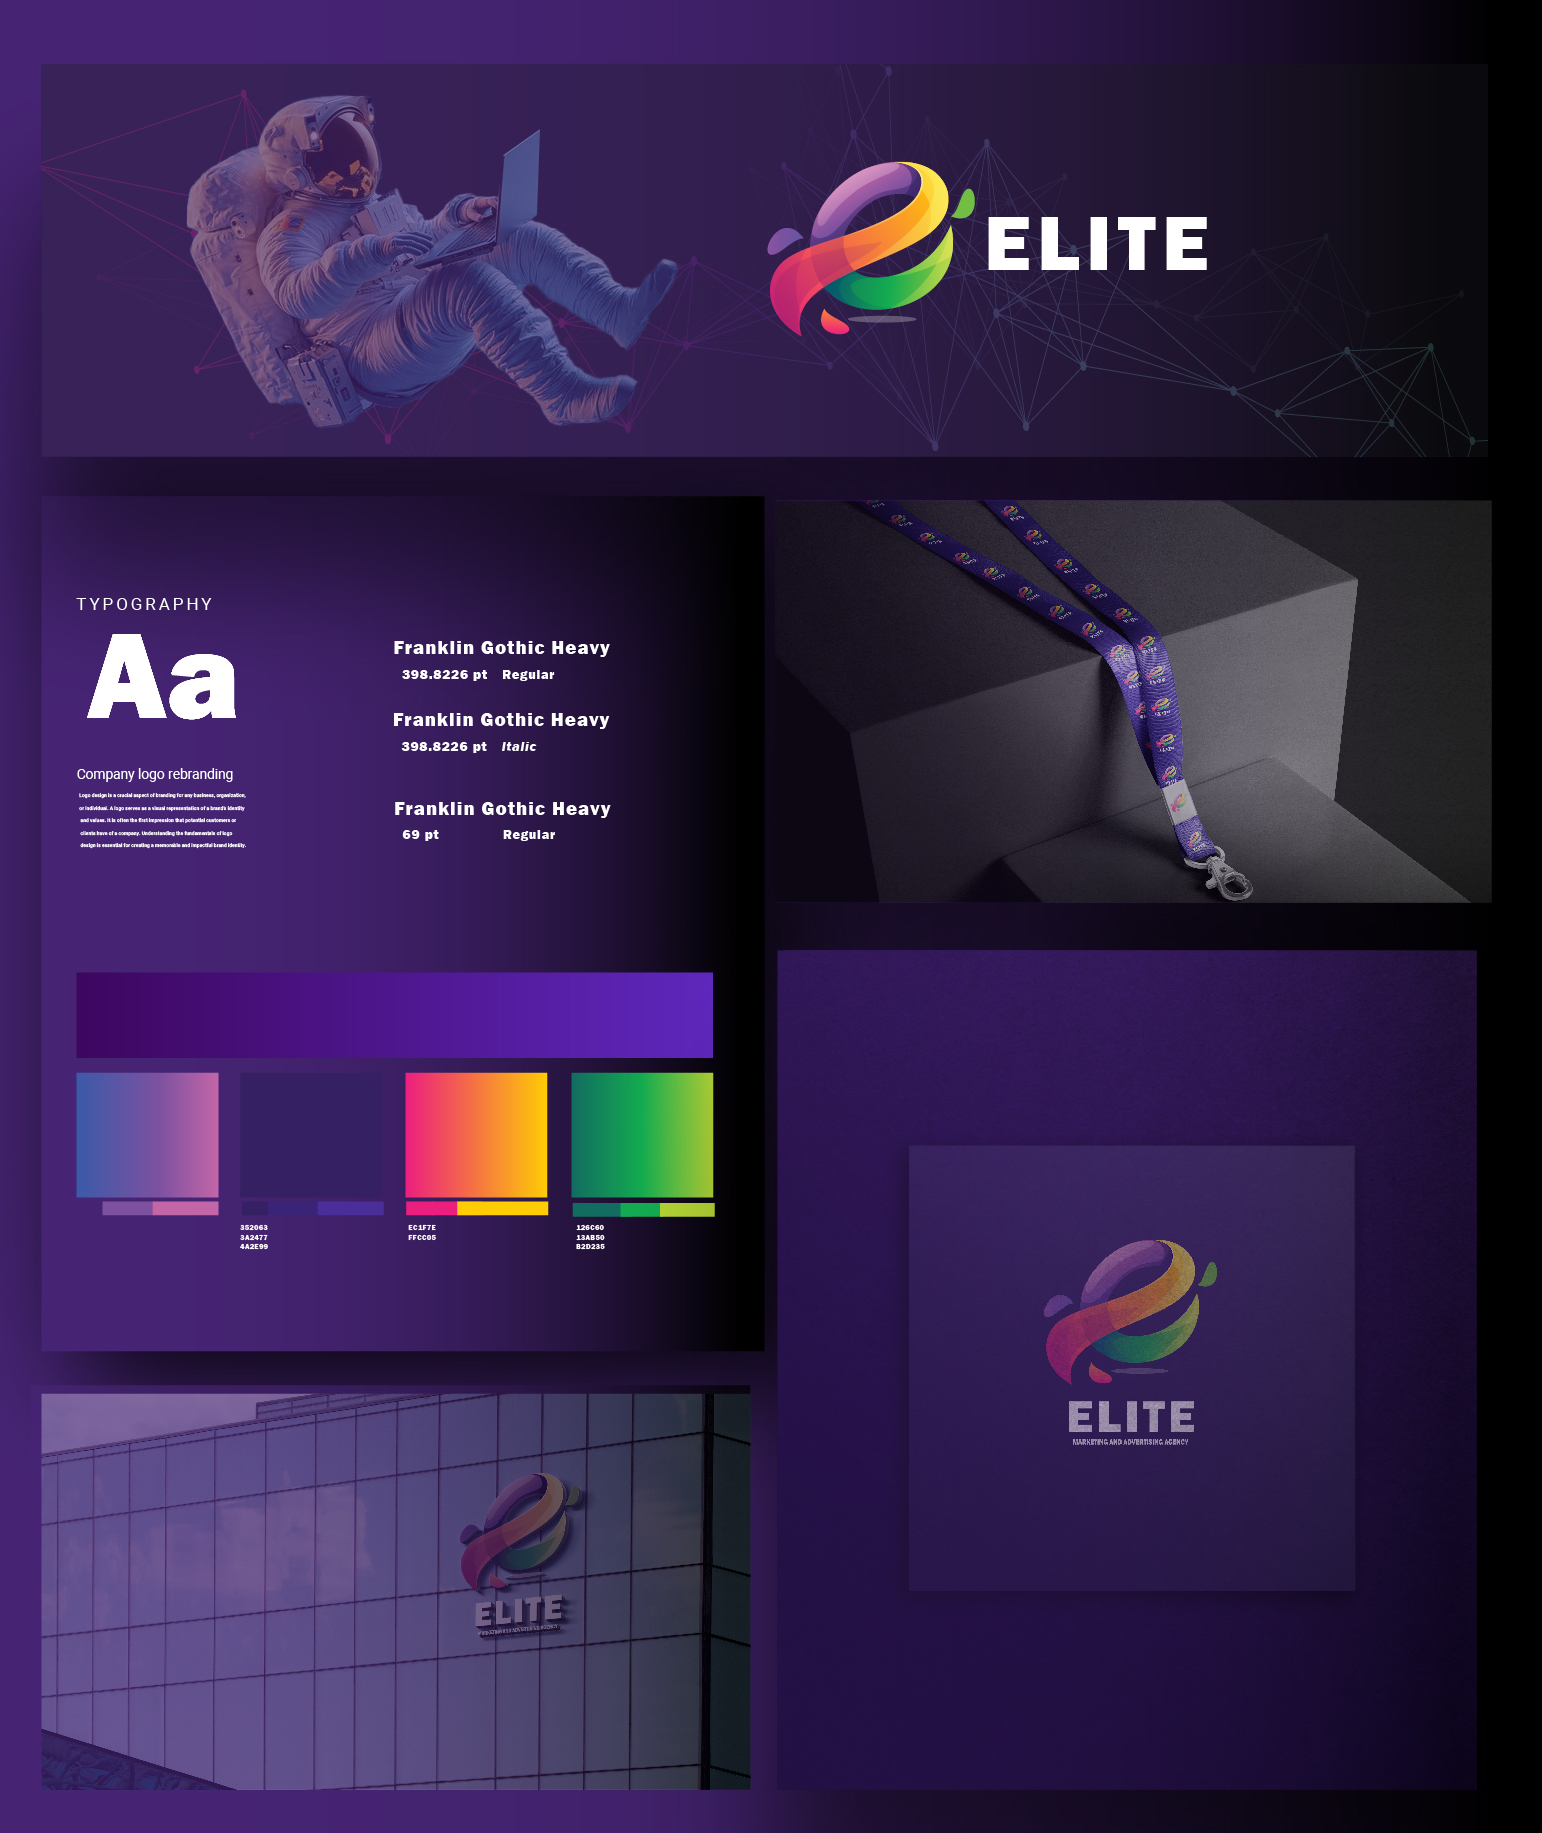 ELITE
TYPOGRAPHY
Aa
Franklin Gothic Heavy
398.8226 pt Regular
Franklin Gothic Heavy
398.8226 pt Italic
Franklin Gothic Heavy
69 pt Regular
Company logo rebranding
Logo design is a crucial aspect of branding for any business, organization,
or individual. A logo serves as a visual representation of a brand's identity
and values. It is often the first impression that potential customers or
clients have of a company. Understanding the fundamentals of logo
design is essential for creating a memorable and impactful brand identity.
352063
3A2477
4A2E99
EC1F7E
FFCC05
126C60
13AB50
B2D235
ELITE
MARKETING AND ADVERTISING AGENCY
ELITE
MARKETING AND ADVERTISING AGENCY